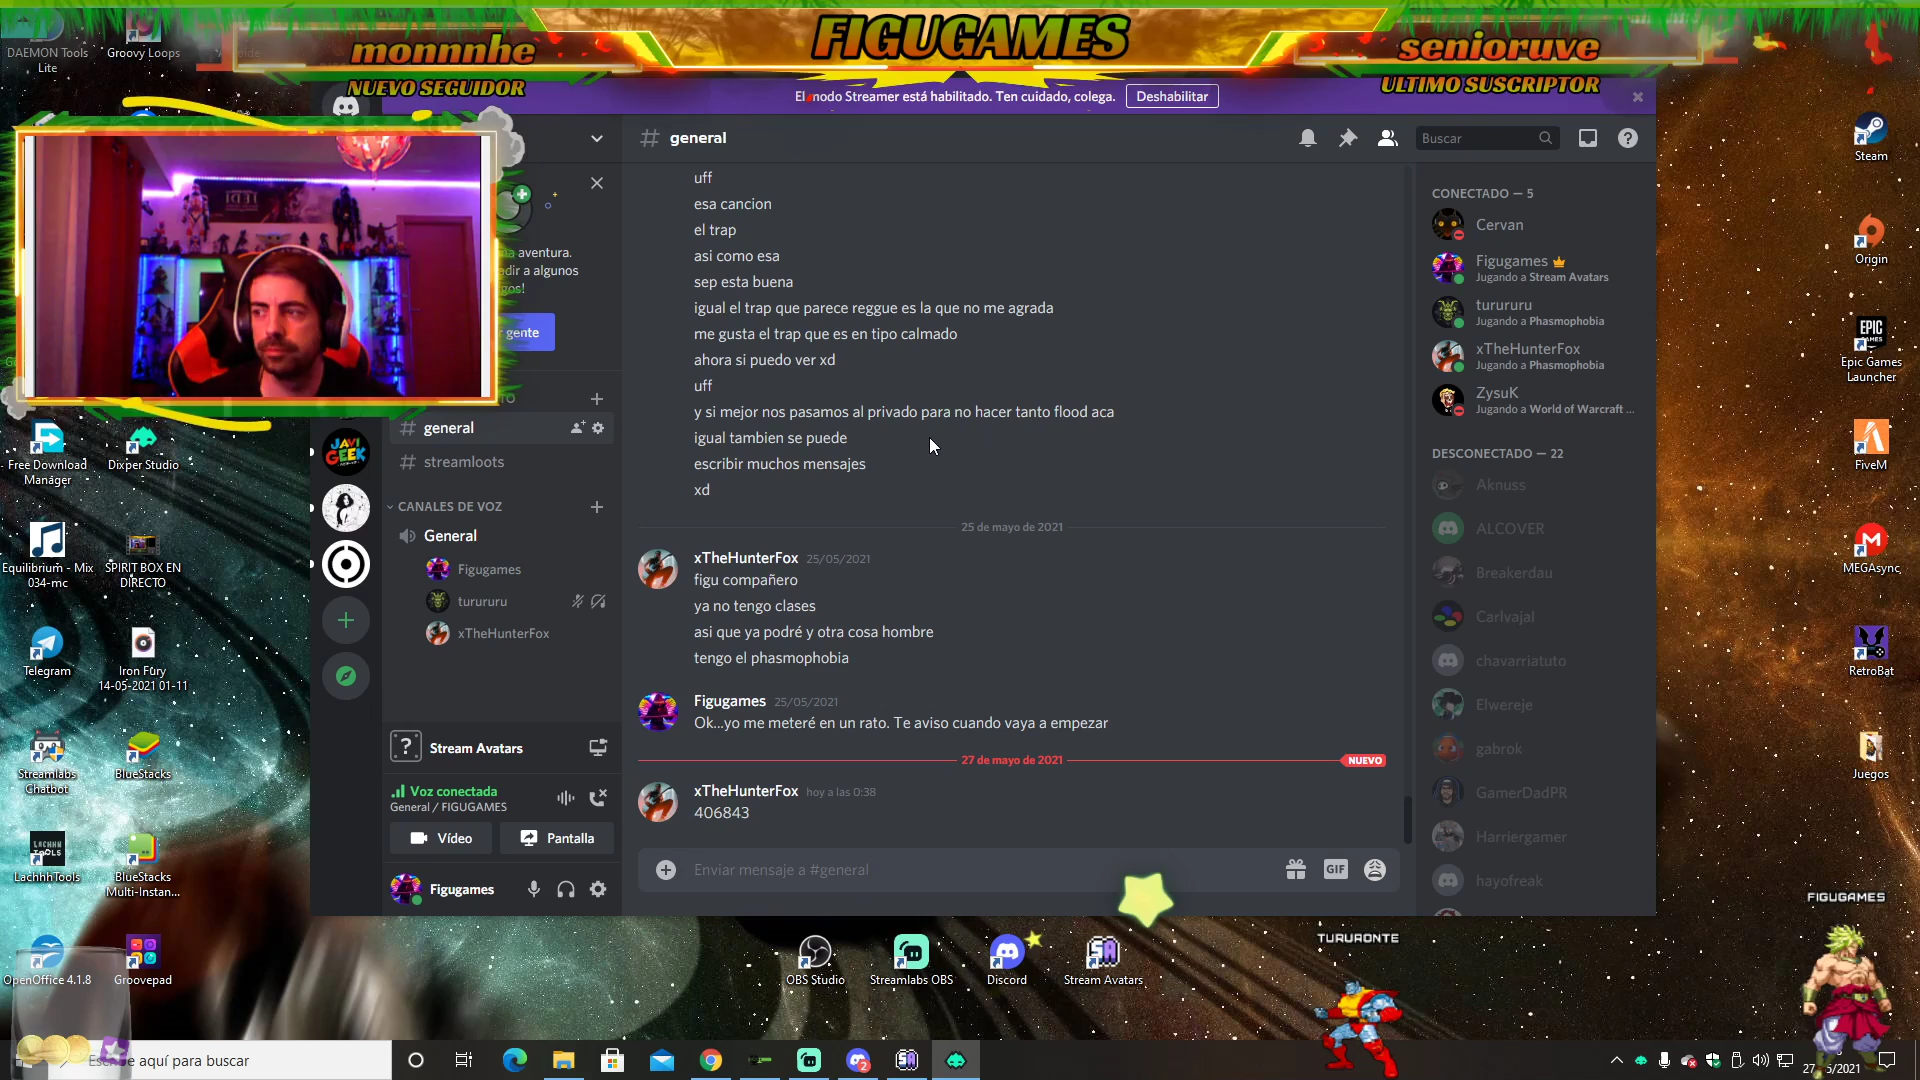 monnnhe
NUEVO SEGUIDOR
FIGUGAMES
senioruve
ULTIMO SUSCRIPTOR
El modo Streamer está habilitado. Ten cuidado, colega.
Deshabilitar
DAEMON Tools
Lite
Groovy Loops
general
Buscar
aventura.
dir a algunos
gente
general
streamloots
CANALES DE VOZ
General
Figugames
turururu
xTheHunterFox
Stream Avatars
Voz conectada
General / FIGUGAMES
Vídeo
Pantalla
Figugames
uff
esa cancion
el trap
asi como esa
sep esta buena
igual el trap que parece reggue es la que no me agrada
me gusta el trap que es en tipo calmado
ahora si puedo ver xd
uff
y si mejor nos pasamos al privado para no hacer tanto flood aca
igual tambien se puede
escribir muchos mensajes
xd
25 de mayo de 2021
xTheHunterFox 25/05/2021
figu compañero
ya no tengo clases
asi que ya podré y otra cosa hombre
tengo el phasmophobia
Figugames 25/05/2021
Ok...yo me meteré en un rato. Te aviso cuando vaya a empezar
27 de mayo de 2021
NUEVO
xTheHunterFox hoy a las 0:38
406843
Enviar mensaje a #general
GIF
CONECTADO — 5
Cervan
Figugames
Jugando a Stream Avatars
turururu
Jugando a Phasmophobia
xTheHunterFox
Jugando a Phasmophobia
ZysuK
Jugando a World of Warcraft ...
DESCONECTADO — 22
Aknuss
ALCOVER
Breakerdau
Carlvajal
chavarriatuto
Elwereje
gabrok
GamerDadPR
Harriergamer
hayofreak
JAVI
GEEK
Free Download
Manager
Dixper Studio
Equilibrium - Mix
034-mc
SPIRIT BOX EN
DIRECTO
Telegram
Iron Fury
14-05-2021 01-11
Streamlabs
Chatbot
BlueStacks
LACHHH
TOOLS
LachhhTools
BlueStacks
Multi-Instan...
OpenOffice 4.1.8
Groovepad
Steam
Origin
EPIC
GAMES
Epic Games
Launcher
FiveM
MEGAsync
RetroBat
Juegos
OBS Studio
Streamlabs OBS
Discord
Stream Avatars
TURURONTE
FIGUGAMES
e aquí para buscar
2